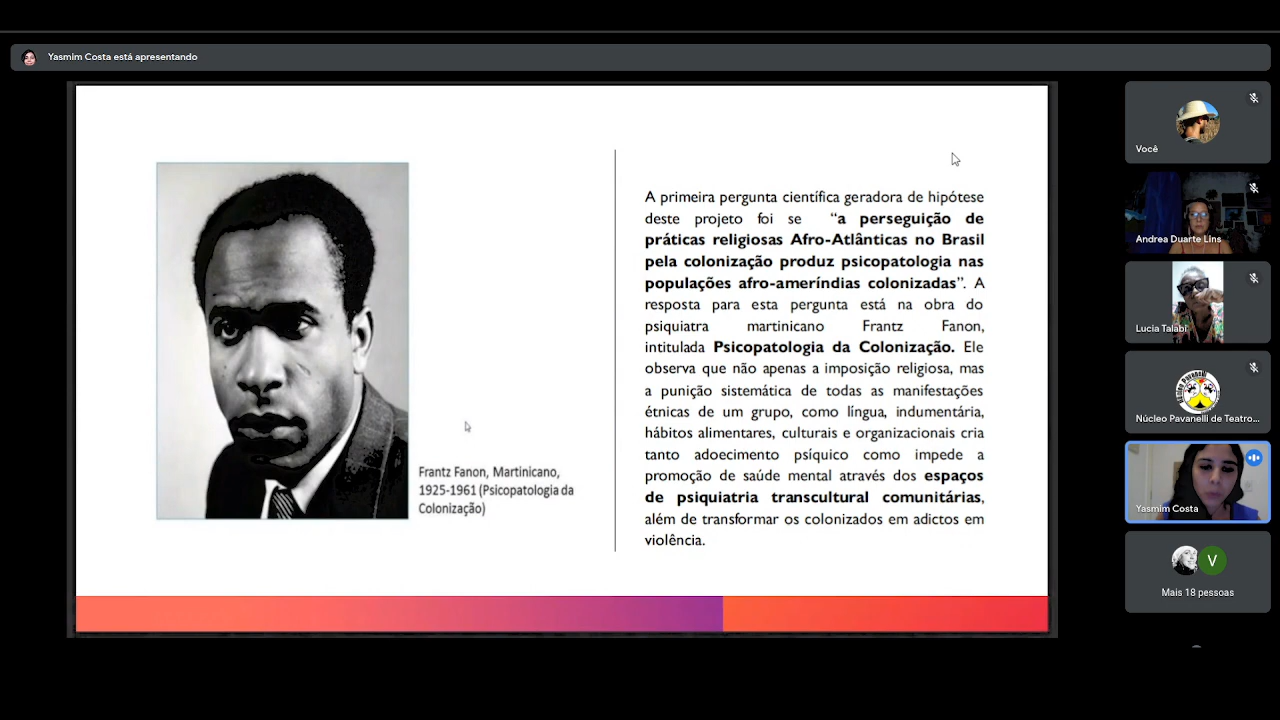 Yasmim Costa está apresentando
Frantz Fanon, Martinicano,
1925-1961 (Psicopatologia da
Colonização)
A primeira pergunta científica geradora de hipótese
deste projeto foi se “a perseguição de
práticas religiosas Afro-Atlânticas no Brasil
pela colonização produz psicopatologia nas
populações afro-ameríndias colonizadas”. A
resposta para esta pergunta está na obra do
psiquiatra martinicano Frantz Fanon,
intitulada Psicopatologia da Colonização. Ele
observa que não apenas a imposição religiosa, mas
a punição sistemática de todas as manifestações
étnicas de um grupo, como língua, indumentária,
hábitos alimentares, culturais e organizacionais cria
tanto adoecimento psíquico como impede a
promoção de saúde mental através dos espaços
de psiquiatria transcultural comunitárias,
além de transformar os colonizados em adictos em
violência.
Você
Andrea Duarte Lins
Lucia Talabi
Núcleo Pavanelli de Teatro...
Yasmim Costa
V
Mais 18 pessoas